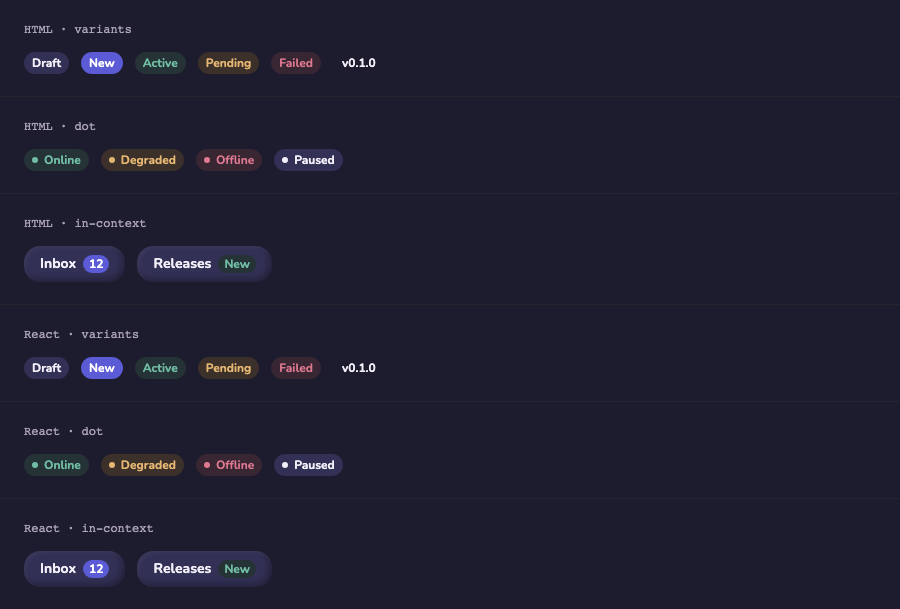 HTML · variants
Draft New Active Pending Failed v0.1.0
HTML · dot
Online Degraded Offline Paused
HTML · in-context
Inbox 12 Releases New
React · variants
Draft New Active Pending Failed v0.1.0
React · dot
Online Degraded Offline Paused
React · in-context
Inbox 12 Releases New